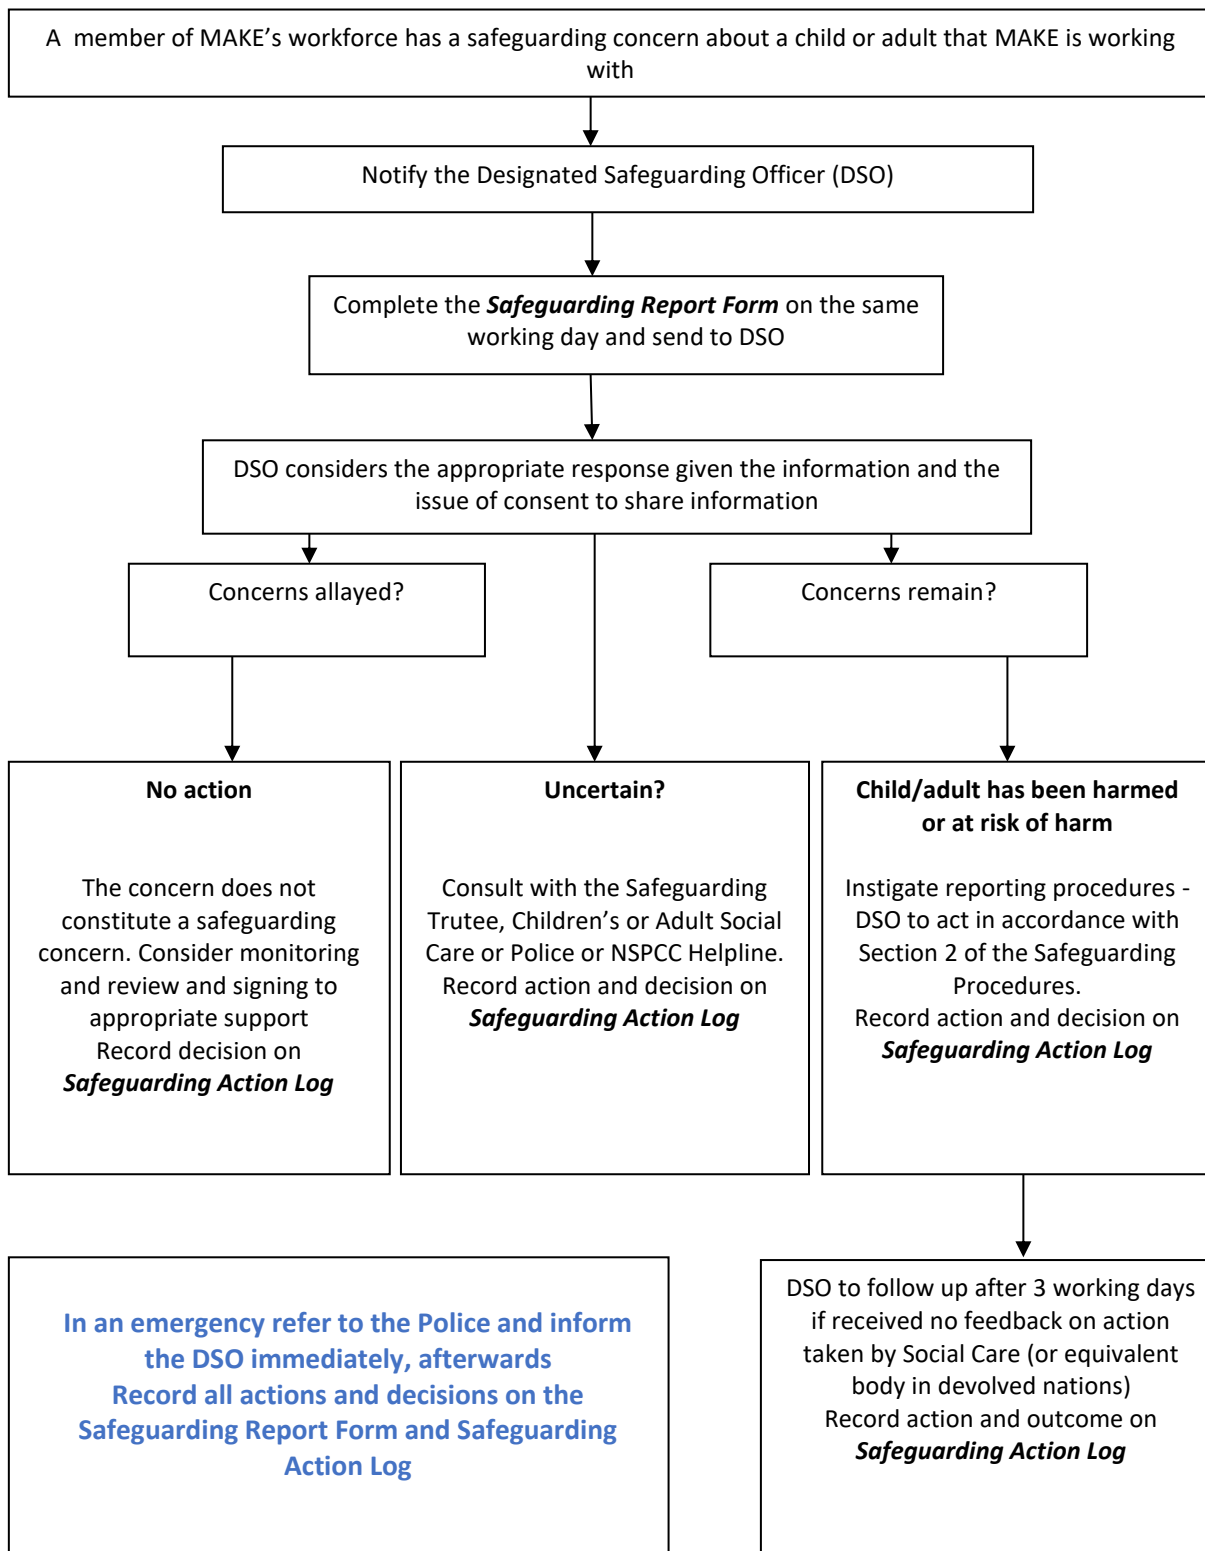 A member of MAKE’s workforce has a safeguarding concern about a child or adult that MAKE is working
with
Notify the Designated Safeguarding Officer (DSO)
Complete the Safeguarding Report Form on the same
working day and send to DSO
DSO considers the appropriate response given the information and the
issue of consent to share information
Concerns allayed?
Concerns remain?
No action
The concern does not
constitute a safeguarding
concern. Consider monitoring
and review and signing to
appropriate support
Record decision on
Safeguarding Action Log
Uncertain?
Consult with the Safeguarding
Trutee, Children’s or Adult Social
Care or Police or NSPCC Helpline.
Record action and decision on
Safeguarding Action Log
Child/adult has been harmed
or at risk of harm
Instigate reporting procedures -
DSO to act in accordance with
Section 2 of the Safeguarding
Procedures.
Record action and decision on
Safeguarding Action Log
In an emergency refer to the Police and inform
the DSO immediately, afterwards
Record all actions and decisions on the
Safeguarding Report Form and Safeguarding
Action Log
DSO to follow up after 3 working days
if received no feedback on action
taken by Social Care (or equivalent
body in devolved nations)
Record action and outcome on
Safeguarding Action Log